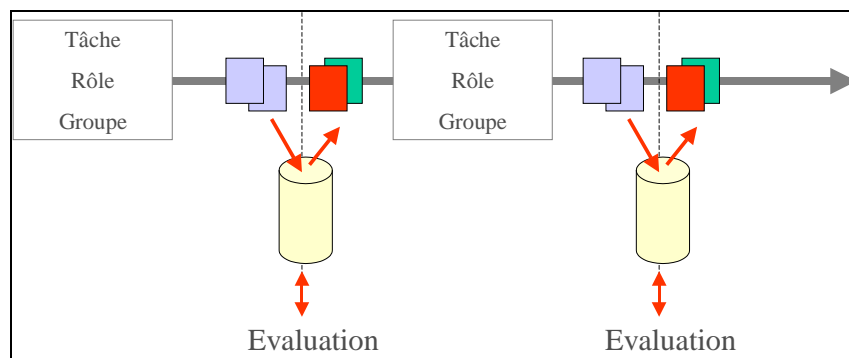 Tâche
Rôle
Groupe
Tâche
Rôle
Groupe
Evaluation
Evaluation